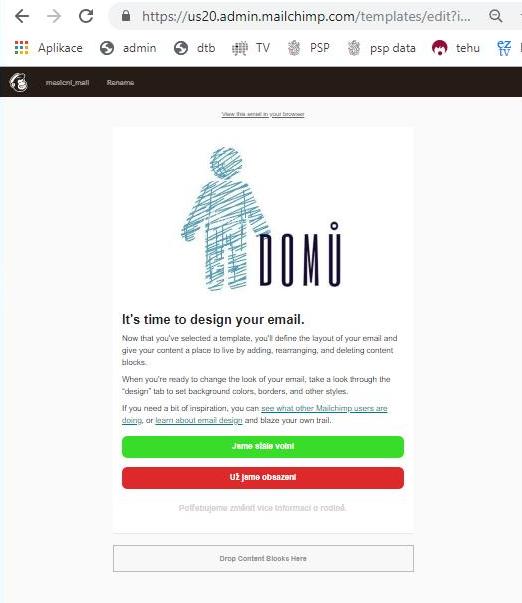 https://us20.admin.mailchimp.com/templates/edit?i...
Aplikace admin dtb TV PSP psp data tehu ez tv
maslcnl_mail Rename
View this email in your browser
DOMŮ
It's time to design your email.
Now that you've selected a template, you'll define the layout of your email and
give your content a place to live by adding, rearranging, and deleting content
blocks.
When you're ready to change the look of your email, take a look through the
"design" tab to set background colors, borders, and other styles.
If you need a bit of inspiration, you can see what other Mailchimp users are
doing, or learn about email design and blaze your own trail.
Jsme stále volní
Už jsme obsazení
Potřebujeme změnit více informací o rodině.
Drop Content Blocks Here